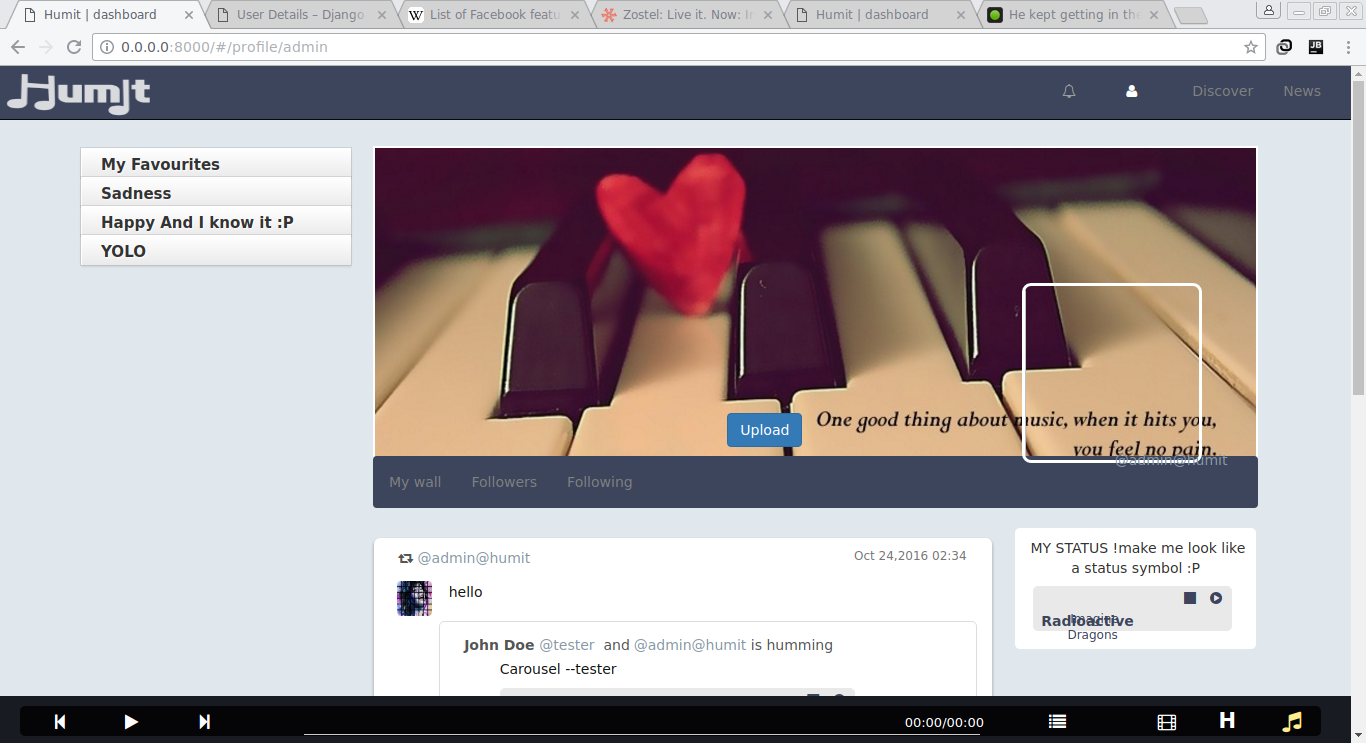 Humit | dashboard
User Details – Django
List of Facebook featu
Zostel: Live it. Now: In
Humit | dashboard
He kept getting in the
0.0.0.0:8000/#/profile/admin
JB
HumIt
Discover
News
My Favourites
Sadness
Happy And I know it :P
YOLO
One good thing about music, when it hits you,
you feel no pain.
Upload
@admin@humit
My wall
Followers
Following
@admin@humit
Oct 24,2016 02:34
hello
John Doe @tester and @admin@humit is humming
Carousel --tester
MY STATUS !make me look like
a status symbol :P
Radioactive
Imagine
Dragons
00:00/00:00
H